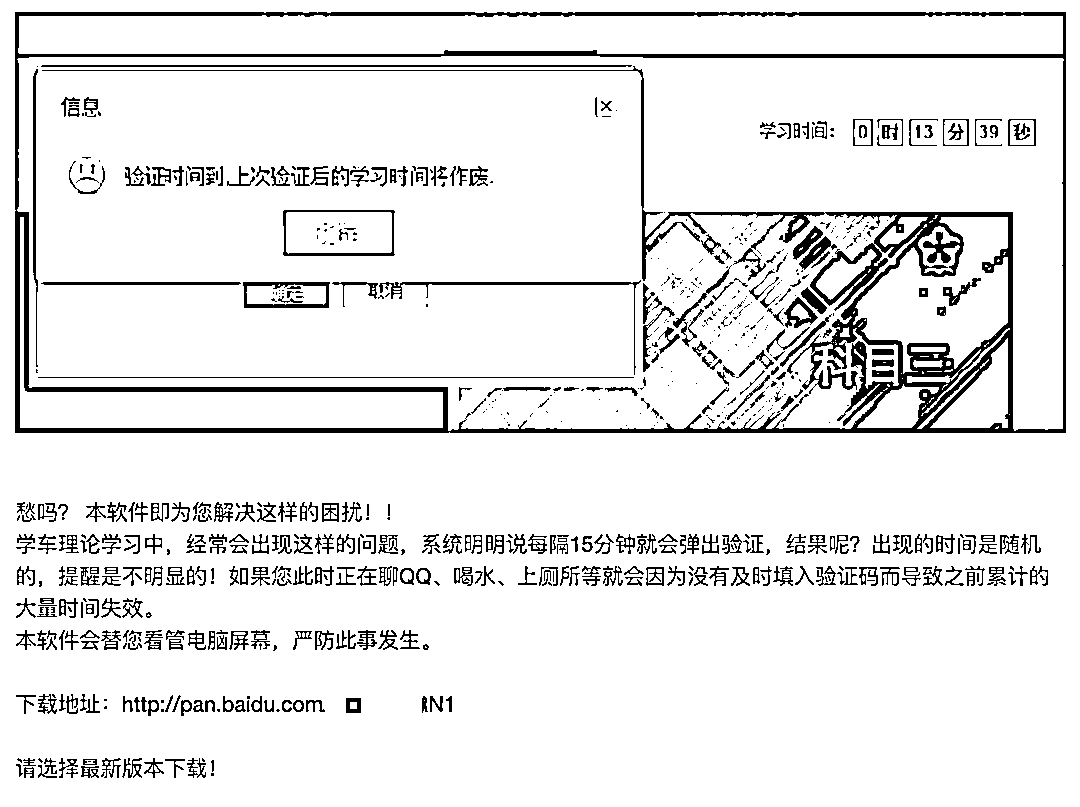 信息
学习时间: 0 时 13 分 39 秒
验证时间到,上次验证后的学习时间将作废.
确定 取消
科目三
愁吗? 本软件即为您解决这样的困扰!!
学车理论学习中,经常会出现这样的问题,系统明明说每隔15分钟就会弹出验证,结果呢?出现的时间是随机
的,提醒是不明显的!如果您此时正在聊QQ、喝水、上厕所等就会因为没有及时填入验证码而导致之前累计的
大量时间失效。
本软件会替您看管电脑屏幕,严防此事发生。
下载地址:http://pan.baidu.com N1
请选择最新版本下载!